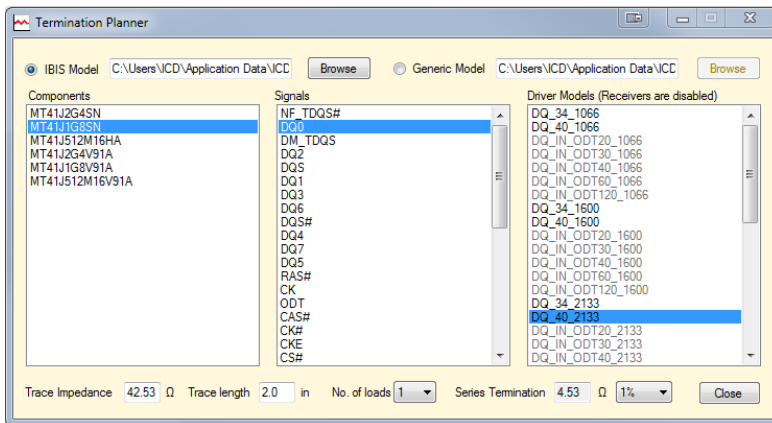 Termination Planner
IBIS Model C:\Users\ICD\Application Data\ICD Browse Generic Model C:\Users\ICD\Application Data\ICD Browse
Components
MT41J2G4SN
MT41J1G8SN
MT41J512M16HA
MT41J2G4V91A
MT41J1G8V91A
MT41J512M16V91A
Signals
NF_TDQS#
DQ0
DM_TDQS
DQ2
DQS
DQ1
DQ3
DQ6
DQS#
DQ4
DQ7
DQ5
RAS#
CK
ODT
CAS#
CK#
CKE
CS#
Driver Models (Receivers are disabled)
DQ_34_1066
DQ_40_1066
DQ_IN_ODT20_1066
DQ_IN_ODT30_1066
DQ_IN_ODT40_1066
DQ_IN_ODT60_1066
DQ_IN_ODT120_1066
DQ_34_1600
DQ_40_1600
DQ_IN_ODT20_1600
DQ_IN_ODT30_1600
DQ_IN_ODT40_1600
DQ_IN_ODT60_1600
DQ_IN_ODT120_1600
DQ_34_2133
DQ_40_2133
DQ_IN_ODT20_2133
DQ_IN_ODT30_2133
DQ_IN_ODT40_2133
Trace Impedance 42.53 Ω Trace length 2.0 in No. of loads 1 Series Termination 4.53 Ω 1% Close